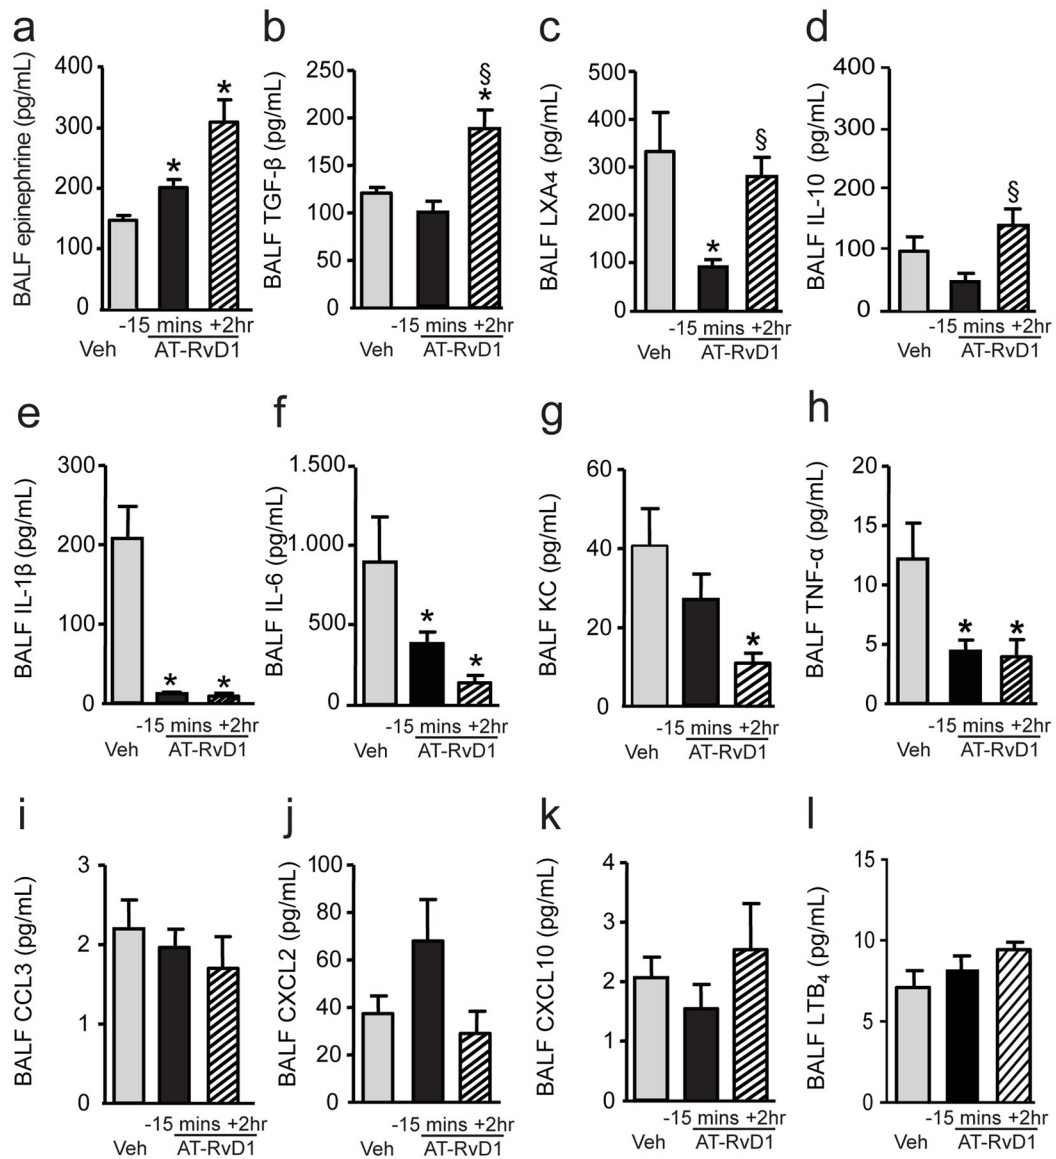 a
BALF epinephrine (pg/mL)
400
300
200
100
0
*
*
-15 mins +2hr
Veh
AT-RvD1
b
BALF TGF-β (pg/mL)
250
200
150
100
50
0
§
*
-15 mins +2hr
Veh
AT-RvD1
c
BALF LXA4 (pg/mL)
500
400
300
200
100
0
*
§
-15 mins +2hr
Veh
AT-RvD1
d
BALF IL-10 (pg/mL)
400
300
200
100
0
§
-15 mins +2hr
Veh
AT-RvD1
e
BALF IL-1β (pg/mL)
300
200
100
0
*
*
-15 mins +2hr
Veh
AT-RvD1
f
BALF IL-6 (pg/mL)
1.500
1.000
500
0
*
*
-15 mins +2hr
Veh
AT-RvD1
g
BALF KC (pg/mL)
60
40
20
0
*
-15 mins +2hr
Veh
AT-RvD1
h
BALF TNF-α (pg/mL)
20
15
10
5
0
*
*
-15 mins +2hr
Veh
AT-RvD1
i
BALF CCL3 (pg/mL)
3
2
1
0
-15 mins +2hr
Veh
AT-RvD1
j
BALF CXCL2 (pg/mL)
100
80
60
40
20
0
-15 mins +2hr
Veh
AT-RvD1
k
BALF CXCL10 (pg/mL)
4
3
2
1
0
-15 mins +2hr
Veh
AT-RvD1
l
BALF LTB4 (pg/mL)
15
10
5
0
-15 mins +2hr
Veh
AT-RvD1